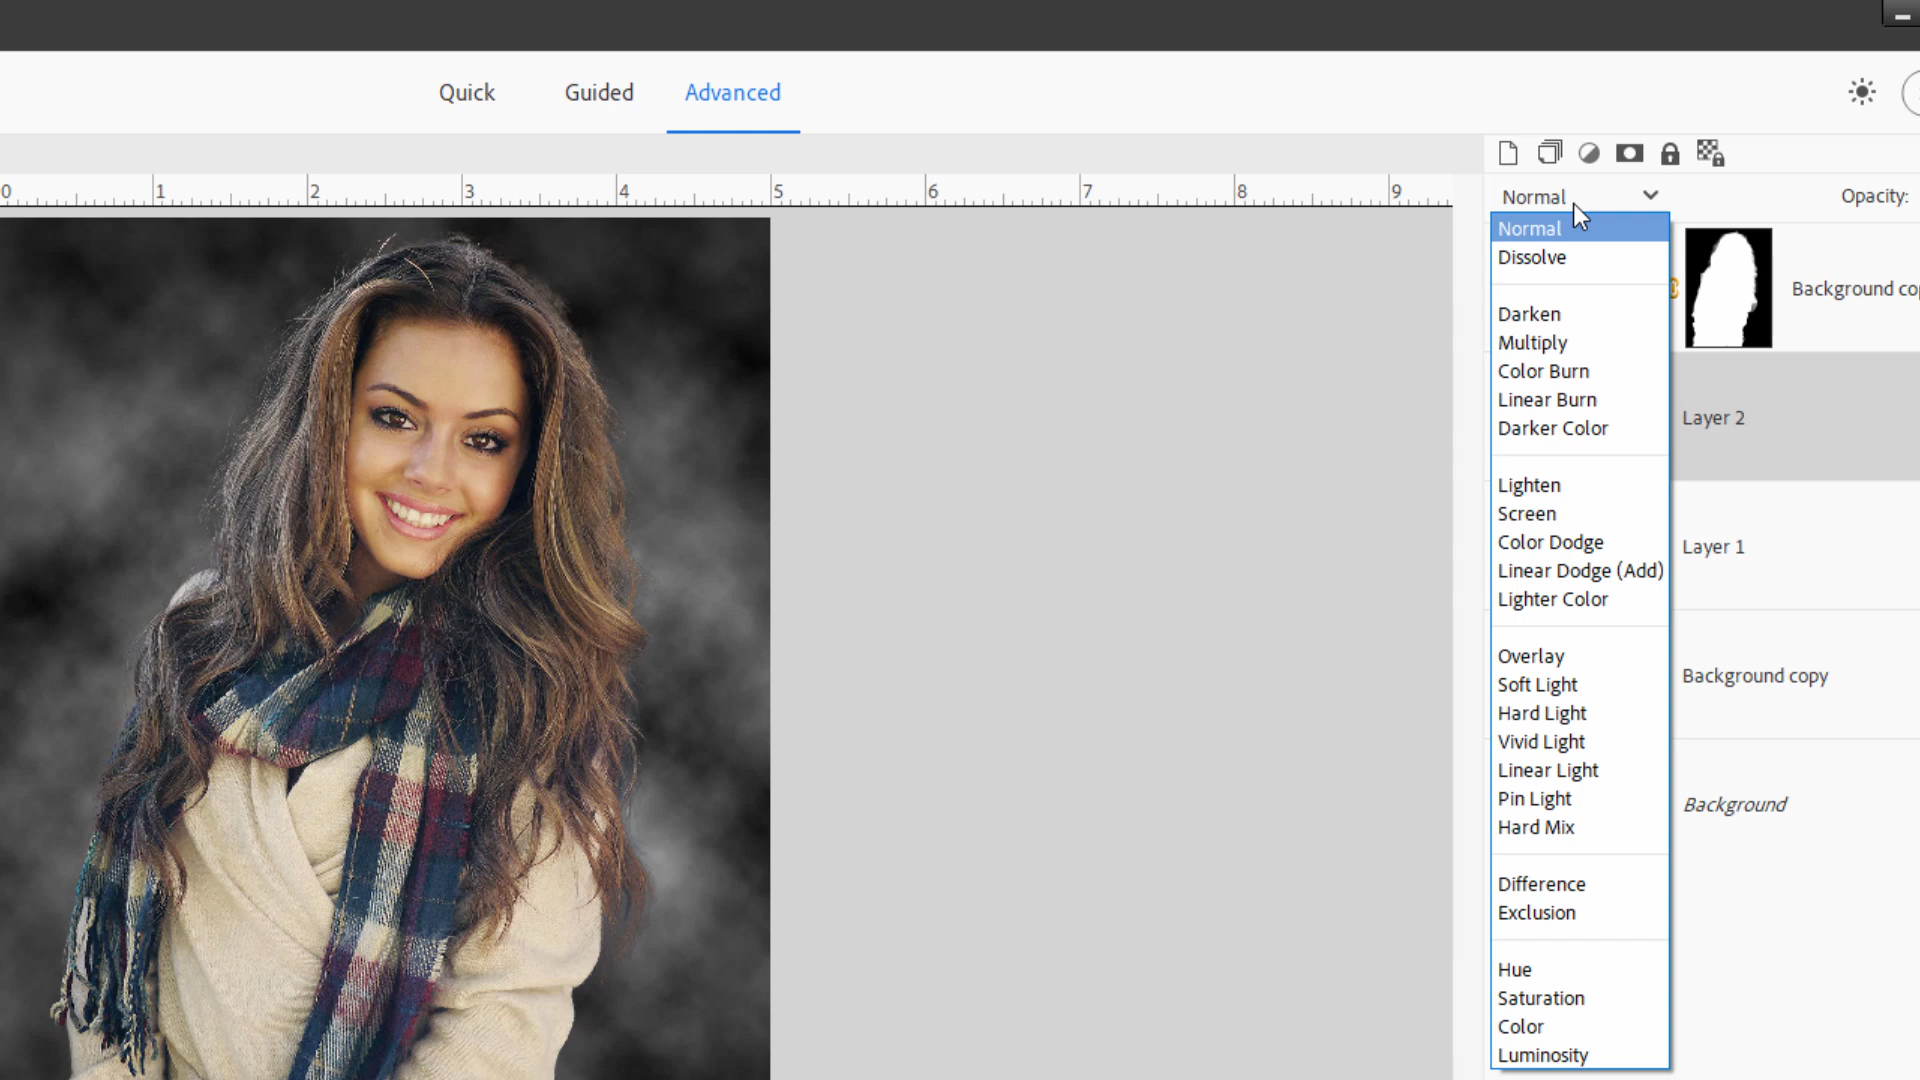 Quick Guided Advanced
0 1 2 3 4 5 6 7 8 9
Normal Opacity:
Normal
Dissolve
Darken
Multiply
Color Burn
Linear Burn
Darker Color
Lighten
Screen
Color Dodge
Linear Dodge (Add)
Lighter Color
Overlay
Soft Light
Hard Light
Vivid Light
Linear Light
Pin Light
Hard Mix
Difference
Exclusion
Hue
Saturation
Color
Luminosity
Background co
Layer 2
Layer 1
Background copy
Background